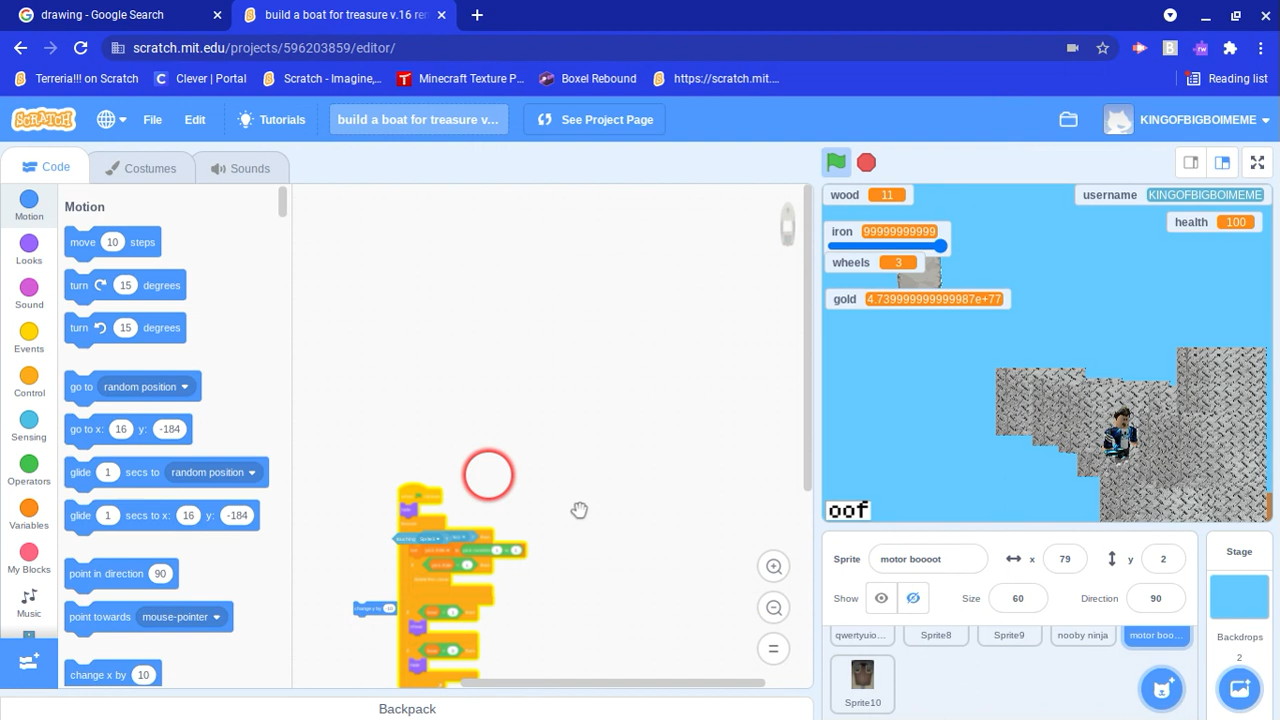 drawing - Google Search
build a boat for treasure v.16 re
scratch.mit.edu/projects/596203859/editor/
Terreria!!! on Scratch
Clever | Portal
Scratch - Imagine,...
Minecraft Texture P...
Boxel Rebound
https://scratch.mit....
Reading list
SCRATCH
File
Edit
Tutorials
build a boat for treasure v...
See Project Page
KINGOFBIGBOIMEME
Code
Costumes
Sounds
Motion
Looks
Sound
Events
Control
Sensing
Operators
Variables
My Blocks
Music
Motion
move 10 steps
turn 15 degrees
turn 15 degrees
go to random position
go to x: 16 y: -184
glide 1 secs to random position
glide 1 secs to x: 16 y: -184
point in direction 90
point towards mouse-pointer
change x by 10
change y by
Backpack
wood 11
username KINGOFBIGBOIMEME
health 100
iron 99999999999
wheels 3
gold 4.739999999999987e+77
oof
Sprite motor boooot
x 79
y 2
Show
Size 60
Direction 90
qwertyuio...
Sprite8
Sprite9
nooby ninja
motor boo...
Sprite10
Stage
Backdrops
2